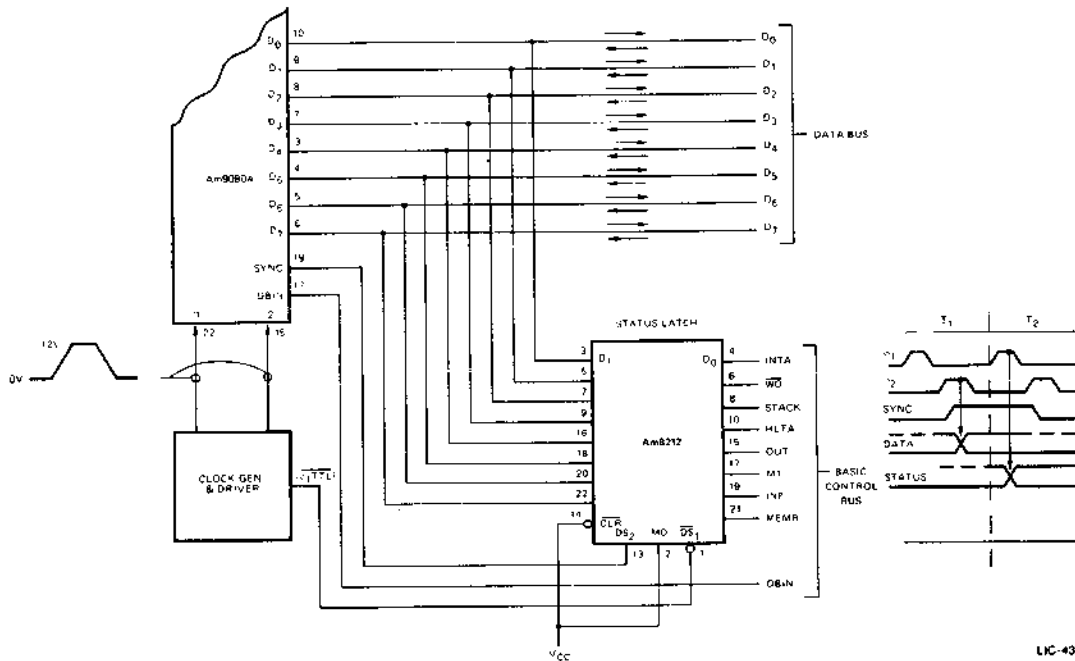 10
D0
D0
9
D1
D1
8
D2
D2
7
D3
D3
3
D4
D4
4
D5
D5
5
D6
D6
6
D7
D7
DATA BUS
Am9080A
19
SYNC
17
DBIN
1
2
22
15
0V
CLOCK GEN
& DRIVER
STATUS LATCH
3
D1
D0
4
INTA
5
6
WO
7
8
STACK
9
10
HLTA
16
Am8212
15
OUT
18
17
M1
20
19
INP
22
21
MEMR
BASIC
CONTROL
BUS
14
CLR
DS2
MD
DS1
13
2
1
DBIN
VCC
T1
T2
SYNC
DATA
STATUS
LIC-43